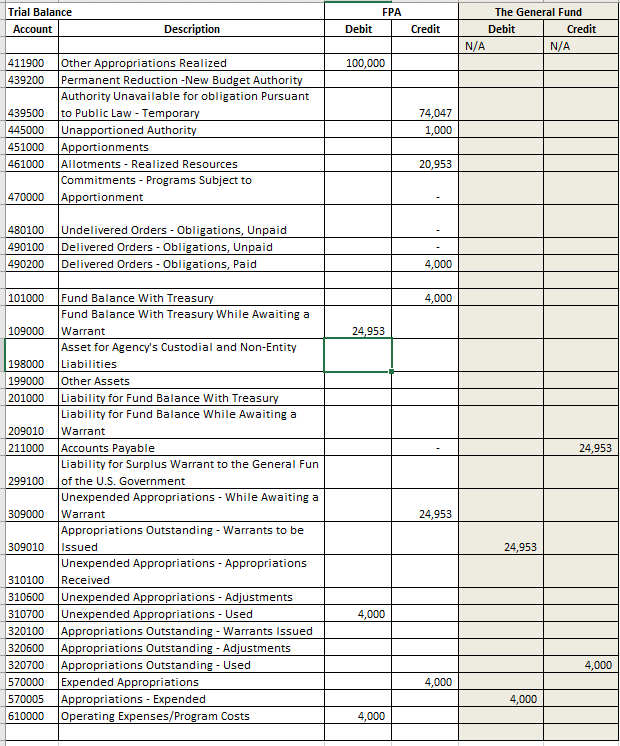 Trial Balance FPA The General Fund
Account Description Debit Credit Debit Credit
N/A N/A
411900 Other Appropriations Realized 100,000
439200 Permanent Reduction -New Budget Authority
Authority Unavailable for obligation Pursuant
439500 to Public Law - Temporary 74,047
445000 Unapportioned Authority 1,000
451000 Apportionments
461000 Allotments - Realized Resources 20,953
Commitments - Programs Subject to
470000 Apportionment -
480100 Undelivered Orders - Obligations, Unpaid -
490100 Delivered Orders - Obligations, Unpaid -
490200 Delivered Orders - Obligations, Paid 4,000
101000 Fund Balance With Treasury 4,000
Fund Balance With Treasury While Awaiting a
109000 Warrant 24,953
Asset for Agency's Custodial and Non-Entity
198000 Liabilities
199000 Other Assets
201000 Liability for Fund Balance With Treasury
Liability for Fund Balance While Awaiting a
209010 Warrant
211000 Accounts Payable - 24,953
Liability for Surplus Warrant to the General Fun
299100 of the U.S. Government
Unexpended Appropriations - While Awaiting a
309000 Warrant 24,953
Appropriations Outstanding - Warrants to be
309010 Issued 24,953
Unexpended Appropriations - Appropriations
310100 Received
310600 Unexpended Appropriations - Adjustments
310700 Unexpended Appropriations - Used 4,000
320100 Appropriations Outstanding - Warrants Issued
320600 Appropriations Outstanding - Adjustments
320700 Appropriations Outstanding - Used 4,000
570000 Expended Appropriations 4,000
570005 Appropriations - Expended 4,000
610000 Operating Expenses/Program Costs 4,000